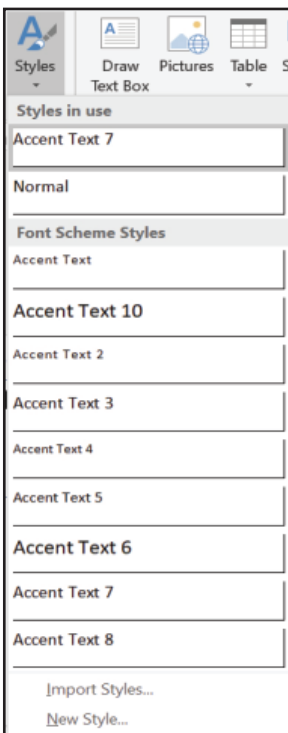 Styles
Draw
Text Box
Pictures
Table
S
Styles in use
Accent Text 7
Normal
Font Scheme Styles
Accent Text
Accent Text 10
Accent Text 2
Accent Text 3
Accent Text 4
Accent Text 5
Accent Text 6
Accent Text 7
Accent Text 8
Import Styles...
New Style...